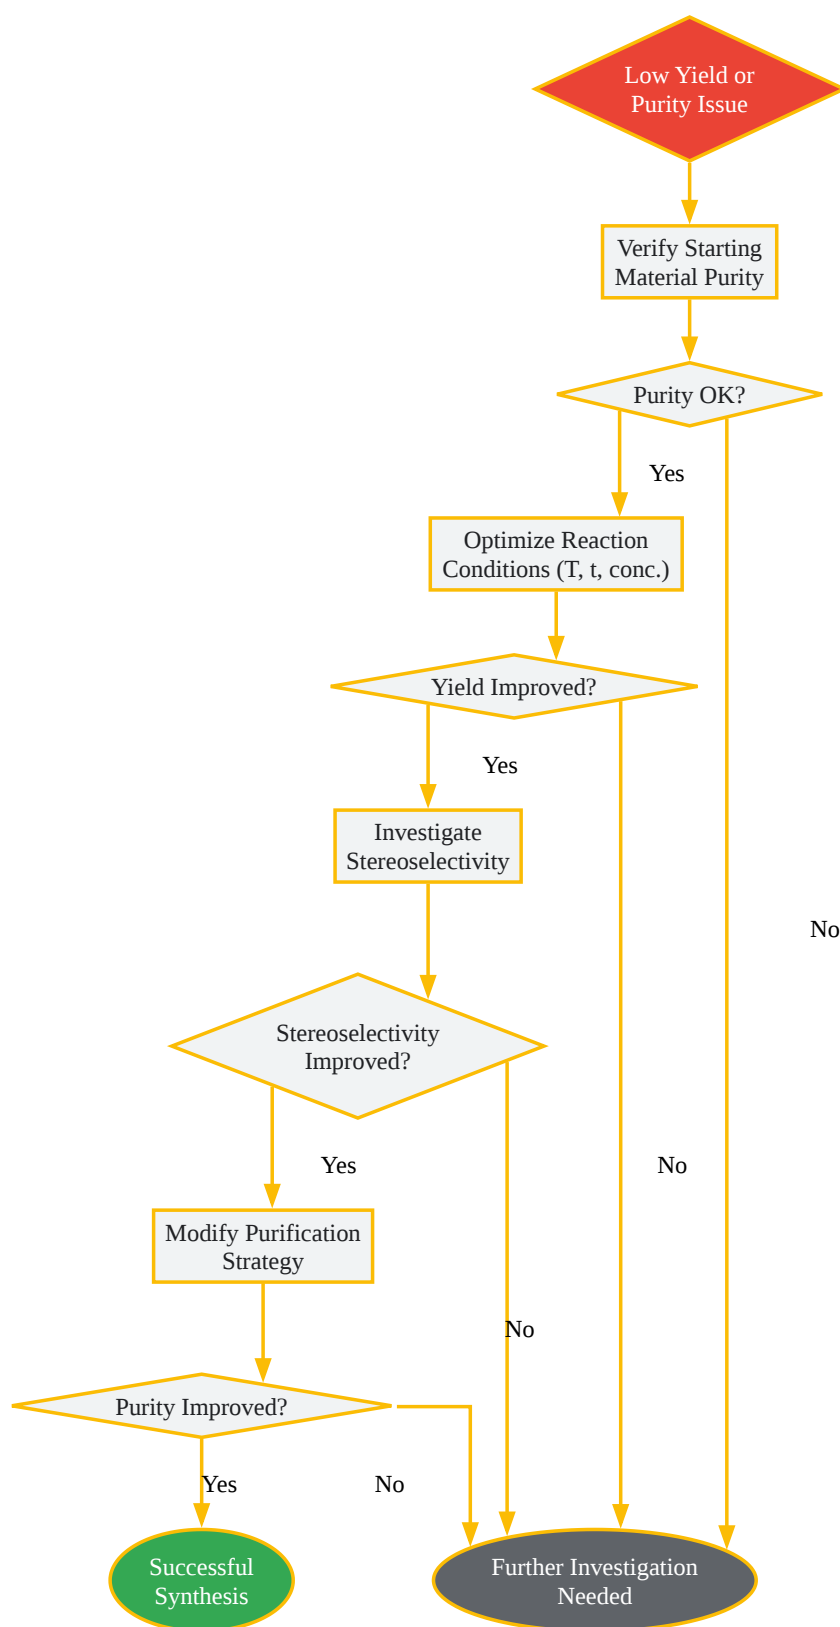 Low Yield or
Purity Issue
Verify Starting
Material Purity
Purity OK?
Yes
Optimize Reaction
Conditions (T, t, conc.)
Yield Improved?
Yes
Investigate
Stereoselectivity
No
Stereoselectivity
Improved?
Yes
No
Modify Purification
Strategy
No
Purity Improved?
Yes
No
Successful
Synthesis
Further Investigation
Needed